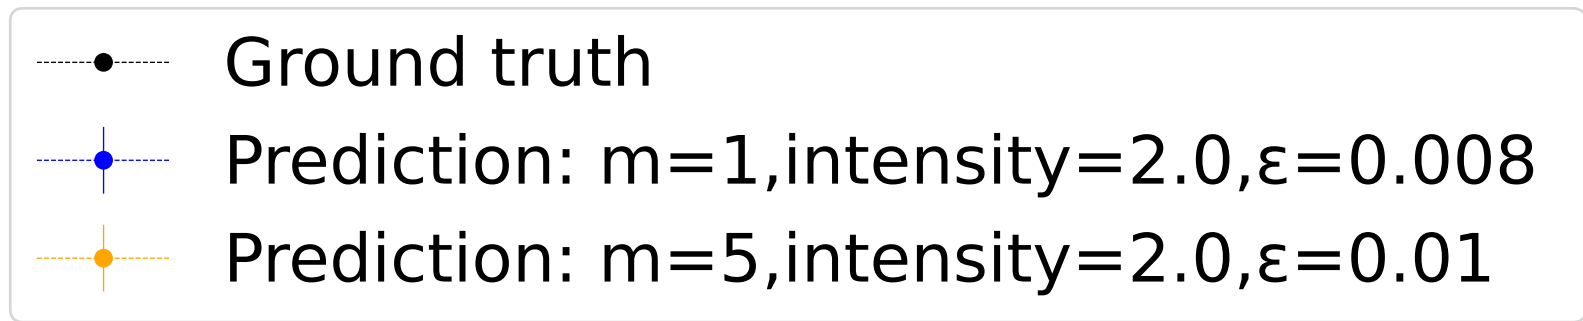 Ground truth
Prediction: m=1,intensity=2.0,ε=0.008
Prediction: m=5,intensity=2.0,ε=0.01